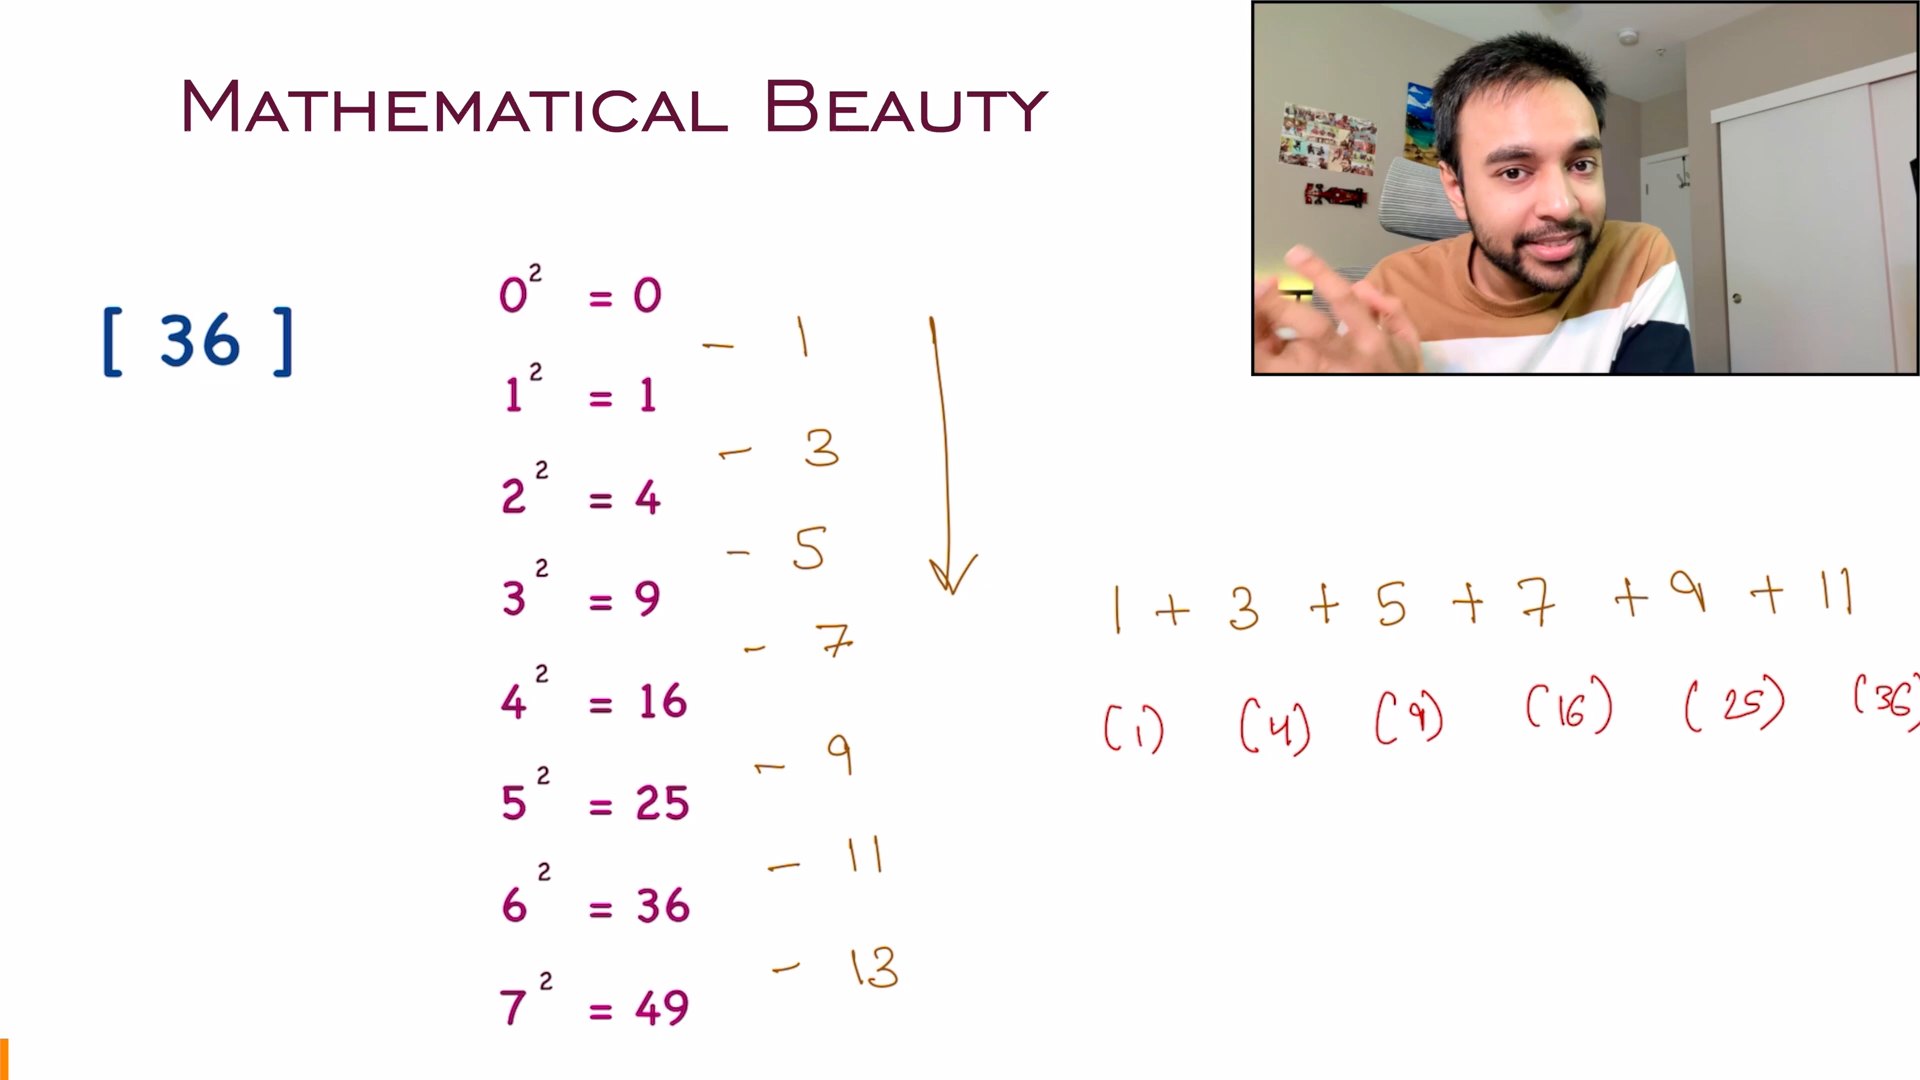 MATHEMATICAL BEAUTY
[ 36 ]
0² = 0
- 1
1² = 1
- 3
2² = 4
- 5
3² = 9
- 7
4² = 16
- 9
5² = 25
- 11
6² = 36
- 13
7² = 49
1 + 3 + 5 + 7 + 9 + 11
(1) (4) (9) (16) (25) (36)